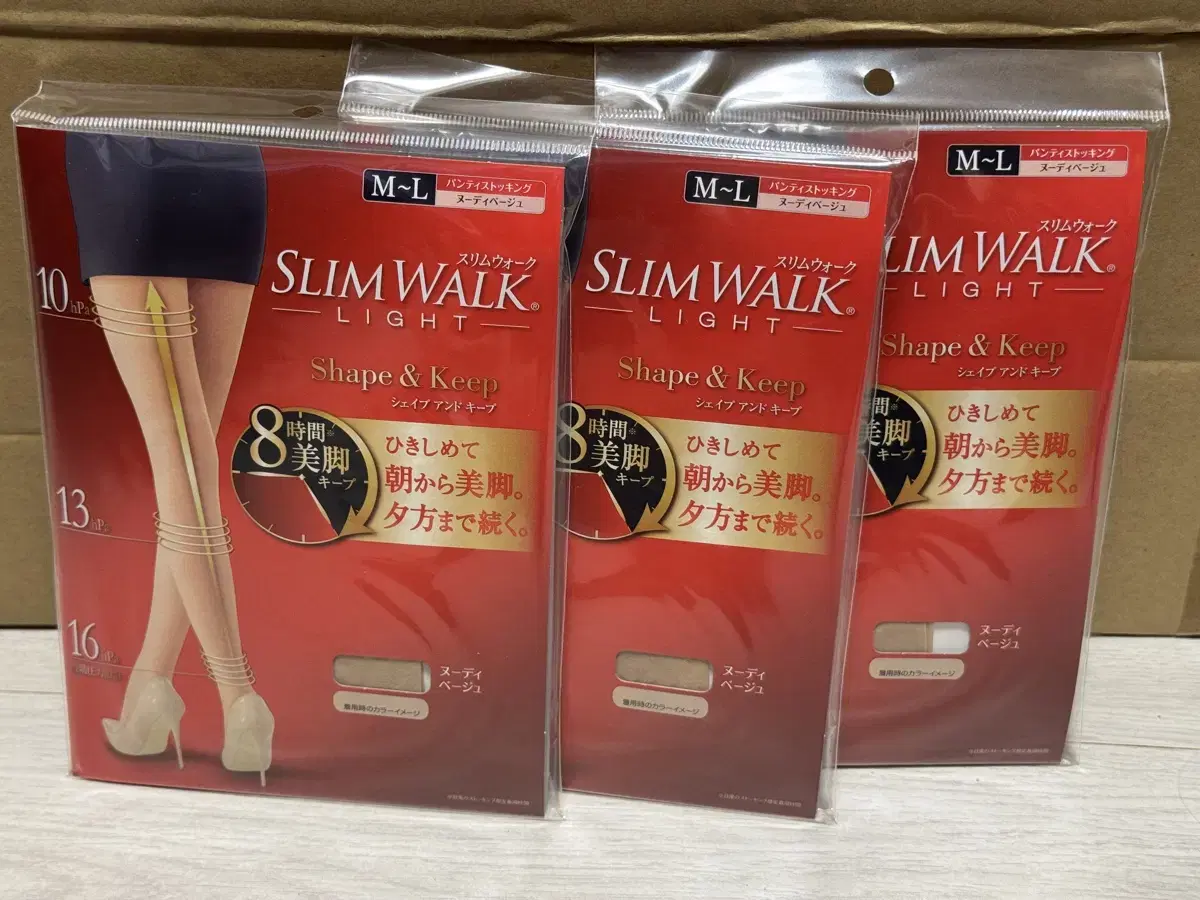 M~L
パンティストッキング
ヌーディベージュ
スリムウォーク
SLIM WALK®
LIGHT
Shape & Keep
シェイプ アンド キープ
8時間※
美脚
キープ
ひきしめて
朝から美脚。
夕方まで続く。
10hPa
13hPa
16hPa
ヌーディ
ベージュ
着用時のカラーイメージ
M~L
パンティストッキング
ヌーディベージュ
スリムウォーク
SLIM WALK®
LIGHT
Shape & Keep
シェイプ アンド キープ
8時間※
美脚
キープ
ひきしめて
朝から美脚。
夕方まで続く。
ヌーディ
ベージュ
着用時のカラーイメージ
M~L
パンティストッキング
ヌーディベージュ
スリムウォーク
LIM WALK®
LIGHT
Shape & Keep
シェイプ アンド キープ
間※
美脚
キープ
ひきしめて
朝から美脚。
夕方まで続く。
ヌーディ
ベージュ
着用時のカラーイメージ